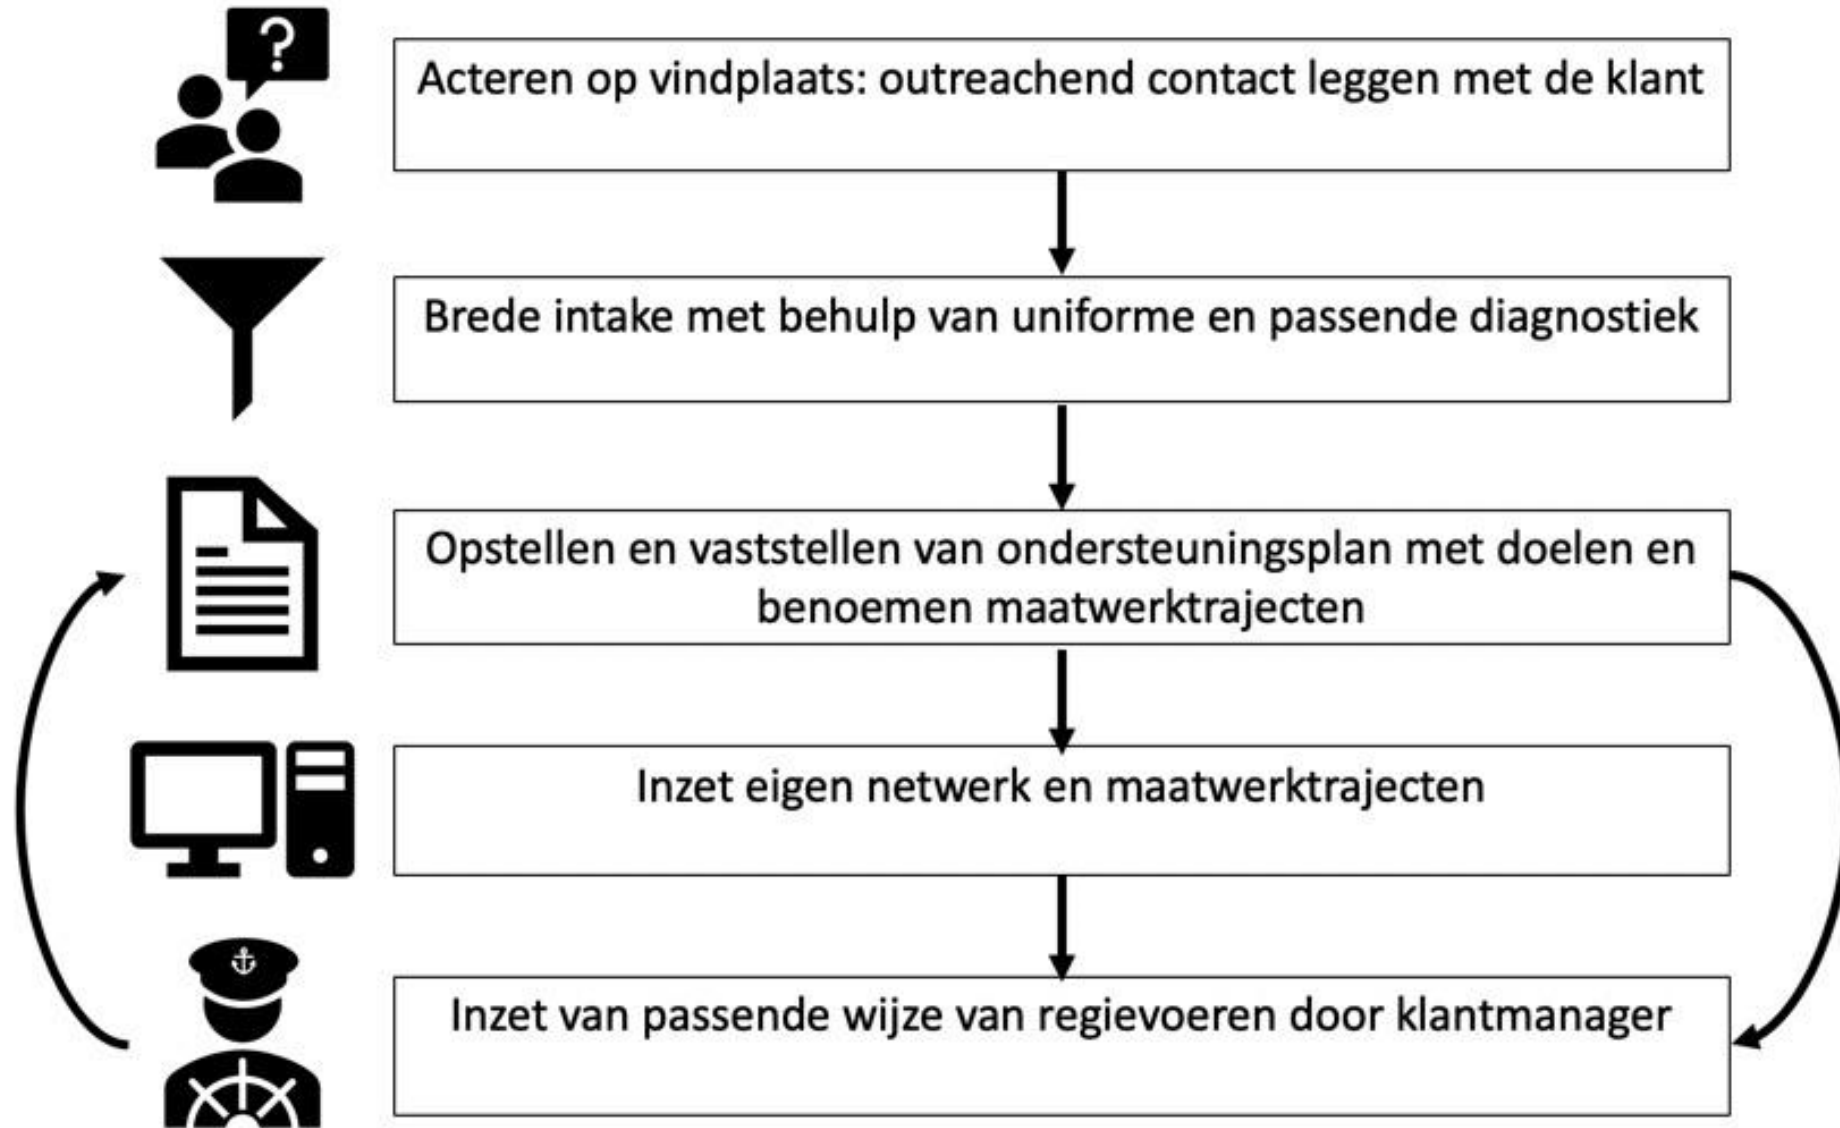 ?
Acteren op vindplaats: outreachend contact leggen met de klant
Brede intake met behulp van uniforme en passende diagnostiek
Opstellen en vaststellen van ondersteuningsplan met doelen en
benoemen maatwerktrajecten
Inzet eigen netwerk en maatwerktrajecten
Inzet van passende wijze van regievoeren door klantmanager